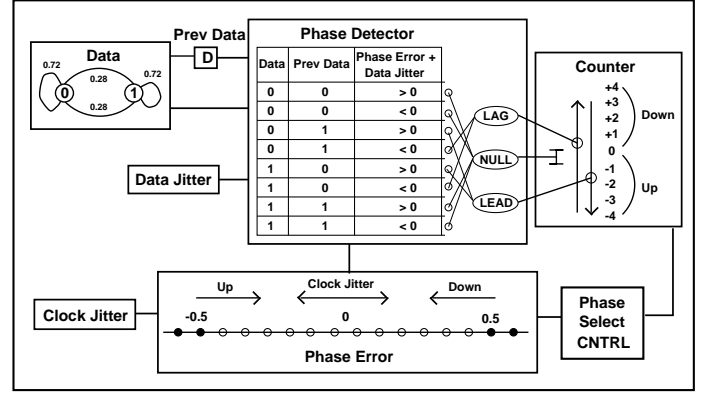 Prev Data
D
Data
0.72
0.28
0.72
0
1
0.28
Phase Detector
Data Prev Data Phase Error +
Data Jitter
0 0 > 0
0 0 < 0
0 1 > 0
0 1 < 0
1 0 > 0
1 0 < 0
1 1 > 0
1 1 < 0
LAG
NULL
LEAD
Counter
+4
+3
+2
+1
0
-1
-2
-3
-4
Down
Up
Data Jitter
Clock Jitter
Up Clock Jitter Down
-0.5 0 0.5
Phase Error
Phase
Select
CNTRL